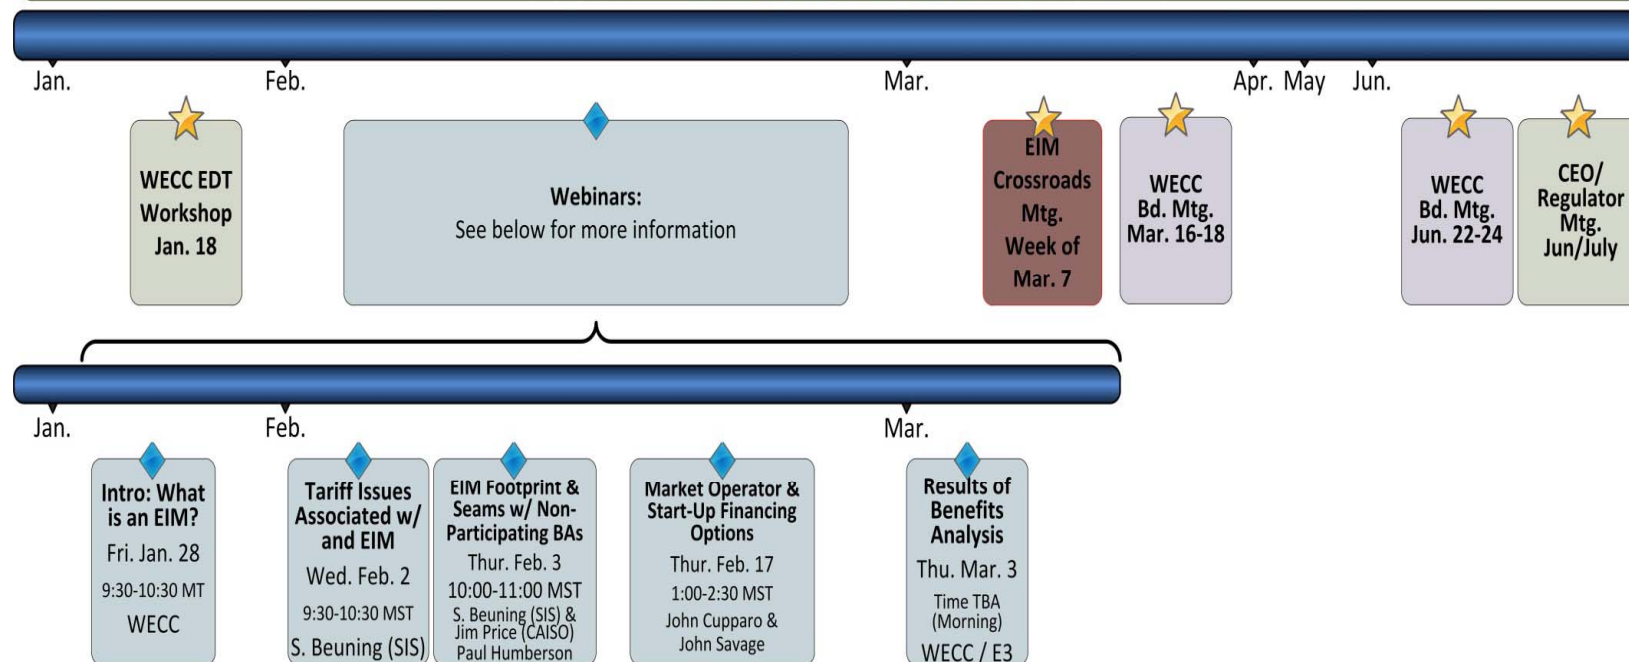 Jan.
Feb.
Mar.
Apr.
May
Jun.
WECC EDT
Workshop
Jan. 18
Webinars:
See below for more information
EIM
Crossroads
Mtg.
Week of
Mar. 7
WECC
Bd. Mtg.
Mar. 16-18
WECC
Bd. Mtg.
Jun. 22-24
CEO/
Regulator
Mtg.
Jun/July
Jan.
Feb.
Mar.
Intro: What
is an EIM?
Fri. Jan. 28
9:30-10:30 MT
WECC
Tariff Issues
Associated w/
and EIM
Wed. Feb. 2
9:30-10:30 MST
S. Beuning (SIS)
EIM Footprint &
Seams w/ Non-
Participating BAs
Thur. Feb. 3
10:00-11:00 MST
S. Beuning (SIS) &
Jim Price (CAISO)
Paul Humberson
Market Operator &
Start-Up Financing
Options
Thur. Feb. 17
1:00-2:30 MST
John Cupparo &
John Savage
Results of
Benefits
Analysis
Thu. Mar. 3
Time TBA
(Morning)
WECC / E3